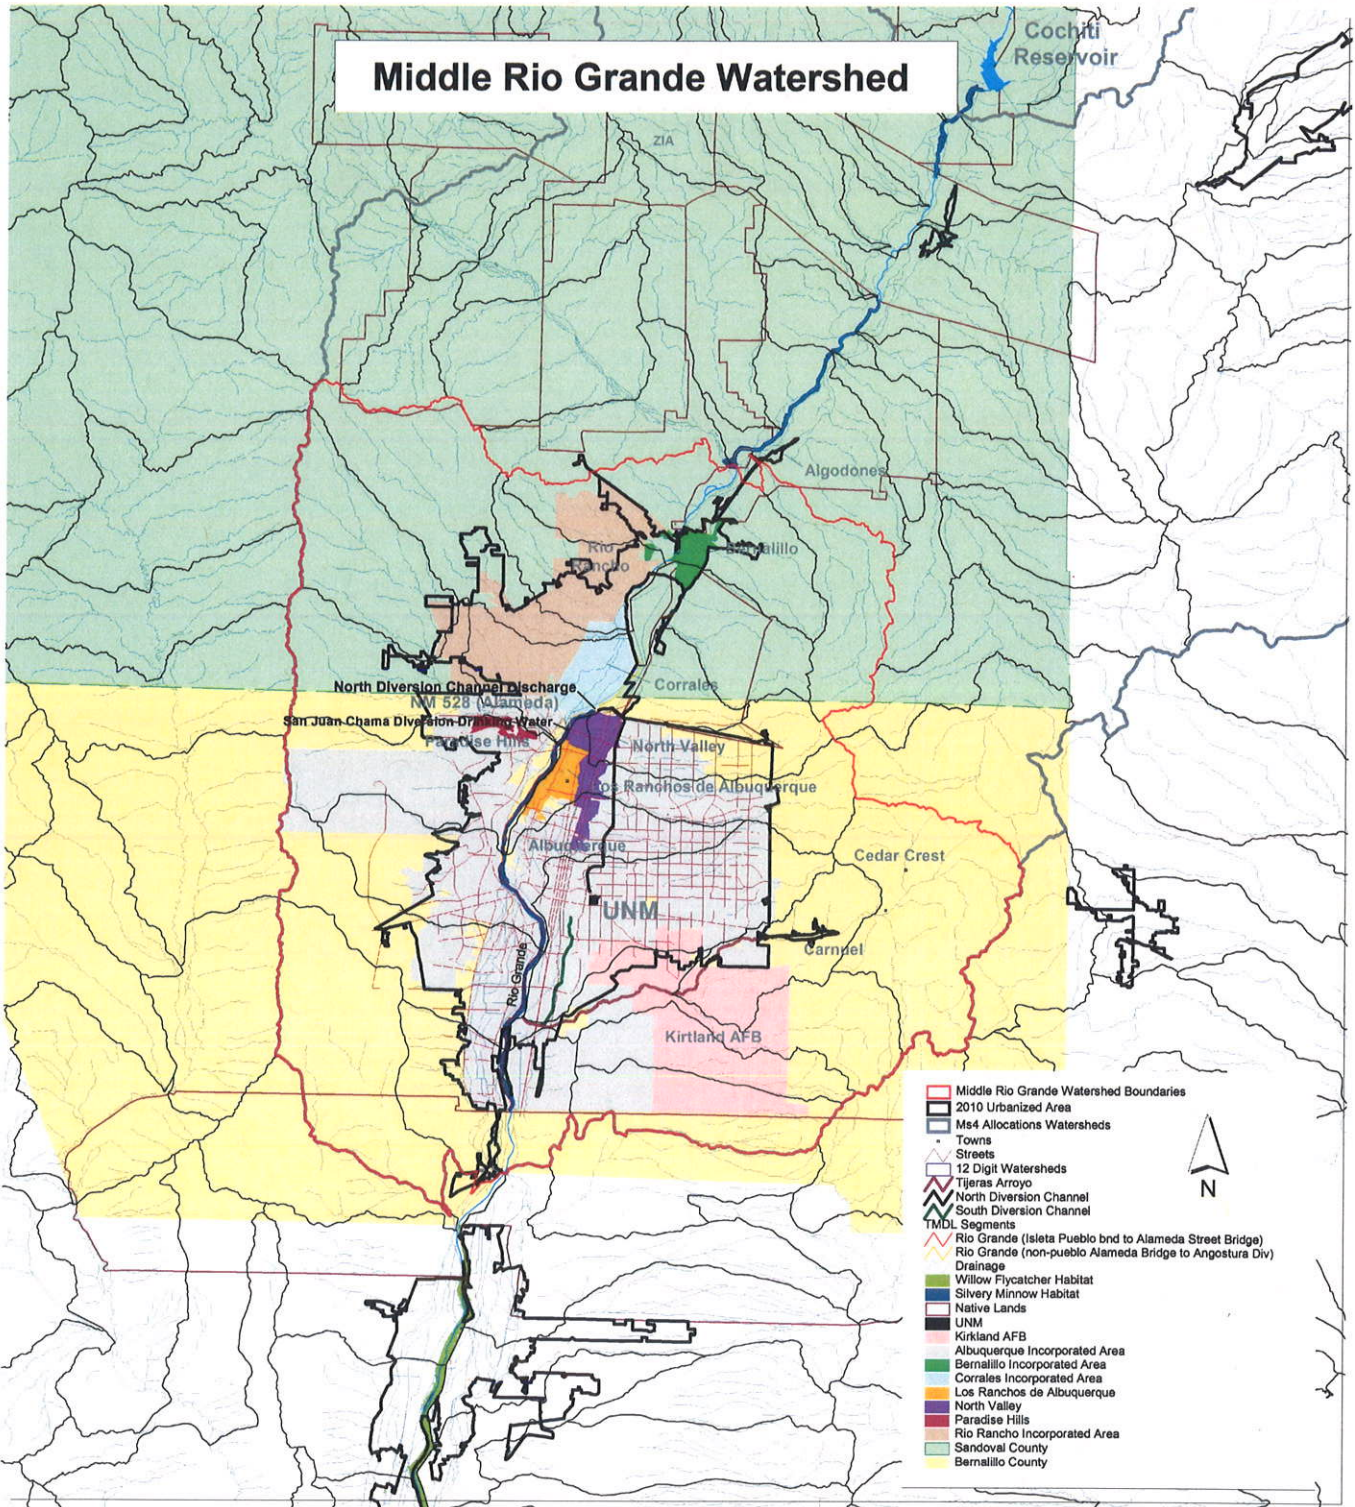 Cochiti
Reservoir
Middle Rio Grande Watershed
ZIA
Algodones
Rio
Rancho
Bernalillo
Corrales
North Diversion Channel Discharge
NM 528 (Alameda)
San Juan Chama Diversion Drinking Water
Paradise Hills
North Valley
Los Ranchos de Albuquerque
Albuquerque
Cedar Crest
UNM
Carnuel
Rio Grande
Kirtland AFB
Middle Rio Grande Watershed Boundaries
2010 Urbanized Area
Ms4 Allocations Watersheds
Towns
Streets
12 Digit Watersheds
Tijeras Arroyo
North Diversion Channel
South Diversion Channel
TMDL Segments
Rio Grande (Isleta Pueblo bnd to Alameda Street Bridge)
Rio Grande (non-pueblo Alameda Bridge to Angostura Div)
Drainage
Willow Flycatcher Habitat
Silvery Minnow Habitat
Native Lands
UNM
Kirkland AFB
Albuquerque Incorporated Area
Bernalillo Incorporated Area
Corrales Incorporated Area
Los Ranchos de Albuquerque
North Valley
Paradise Hills
Rio Rancho Incorporated Area
Sandoval County
Bernalillo County
N